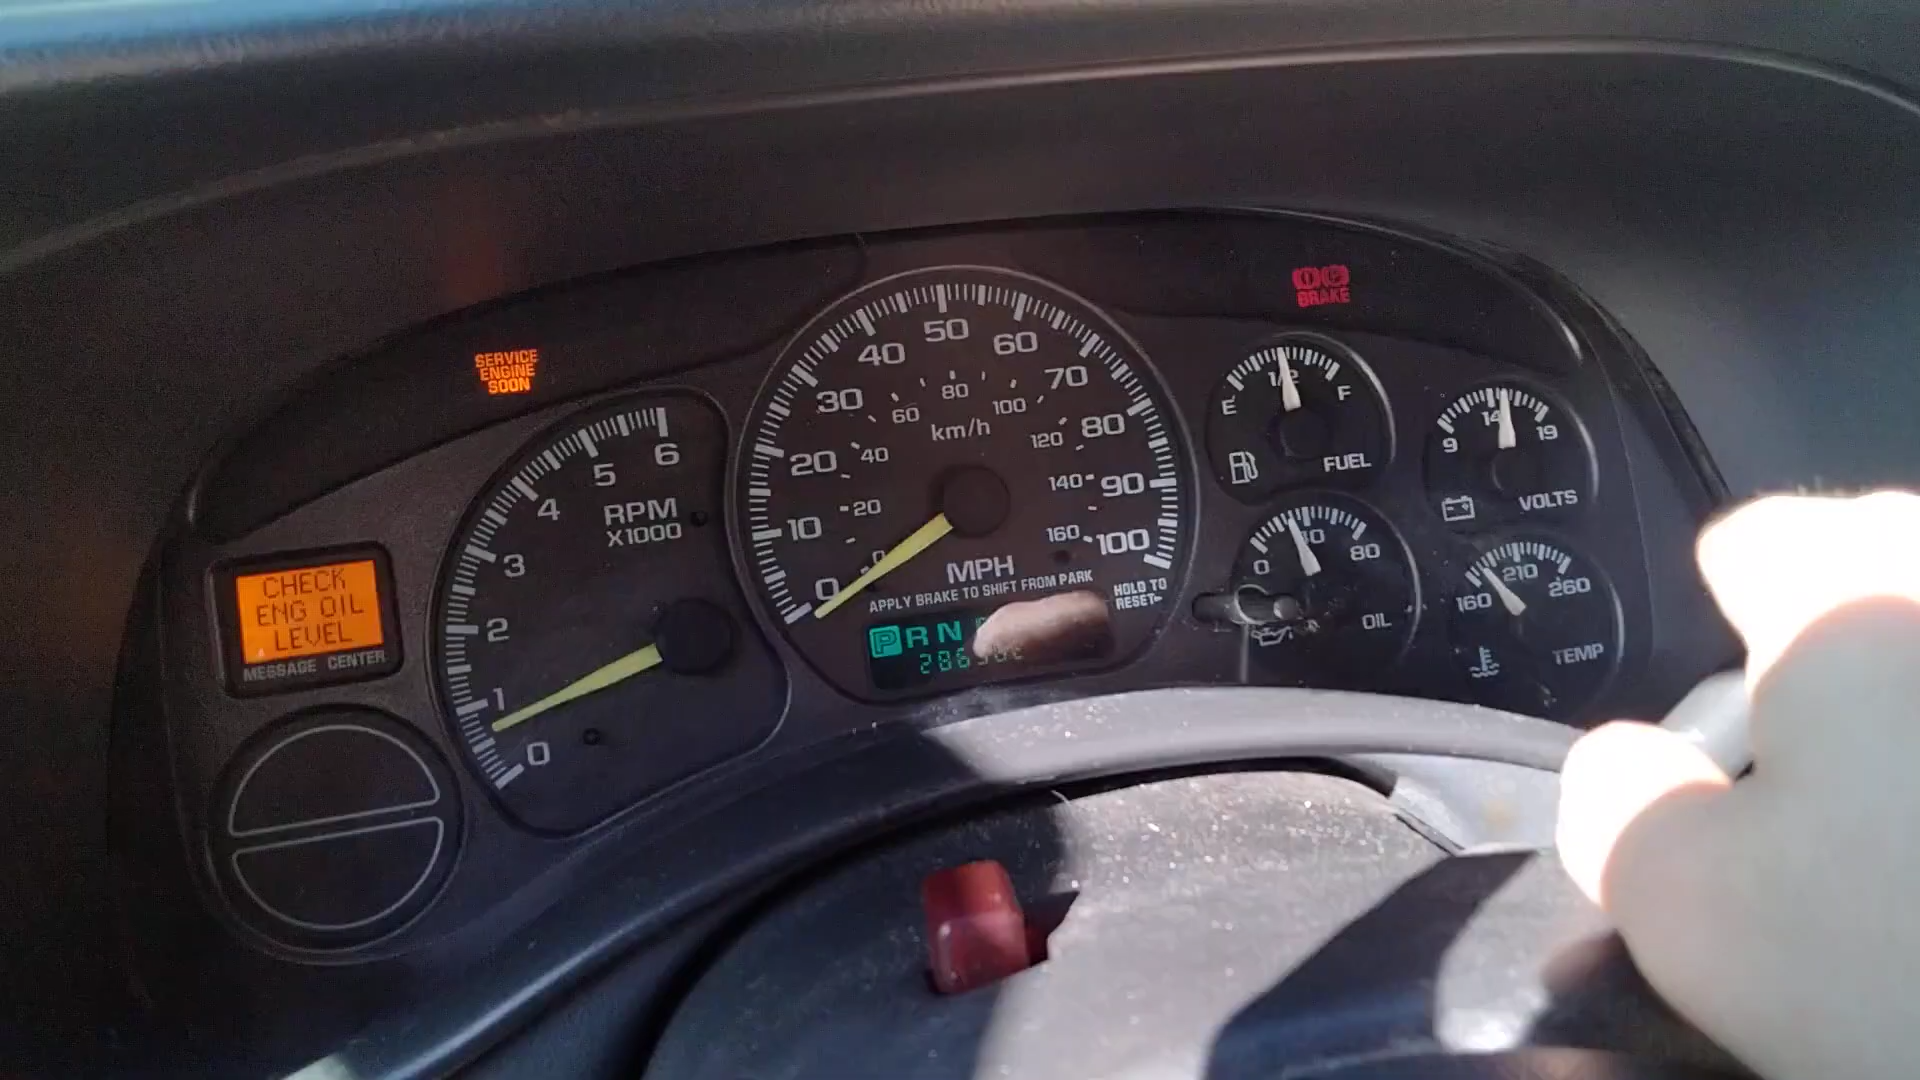 BRAKE
SERVICE
ENGINE
SOON
CHECK
ENG OIL
LEVEL
MESSAGE CENTER
0 1 2 3 4 5 6
RPM
X1000
0 10 20 30 40 50 60 70 80 90 100
0 20 40 60 80 100 120 140 160
km/h
MPH
APPLY BRAKE TO SHIFT FROM PARK
HOLD TO
RESET
P R N
E 1/2 F
FUEL
9 14 19
VOLTS
0 40 80
OIL
160 210 260
TEMP